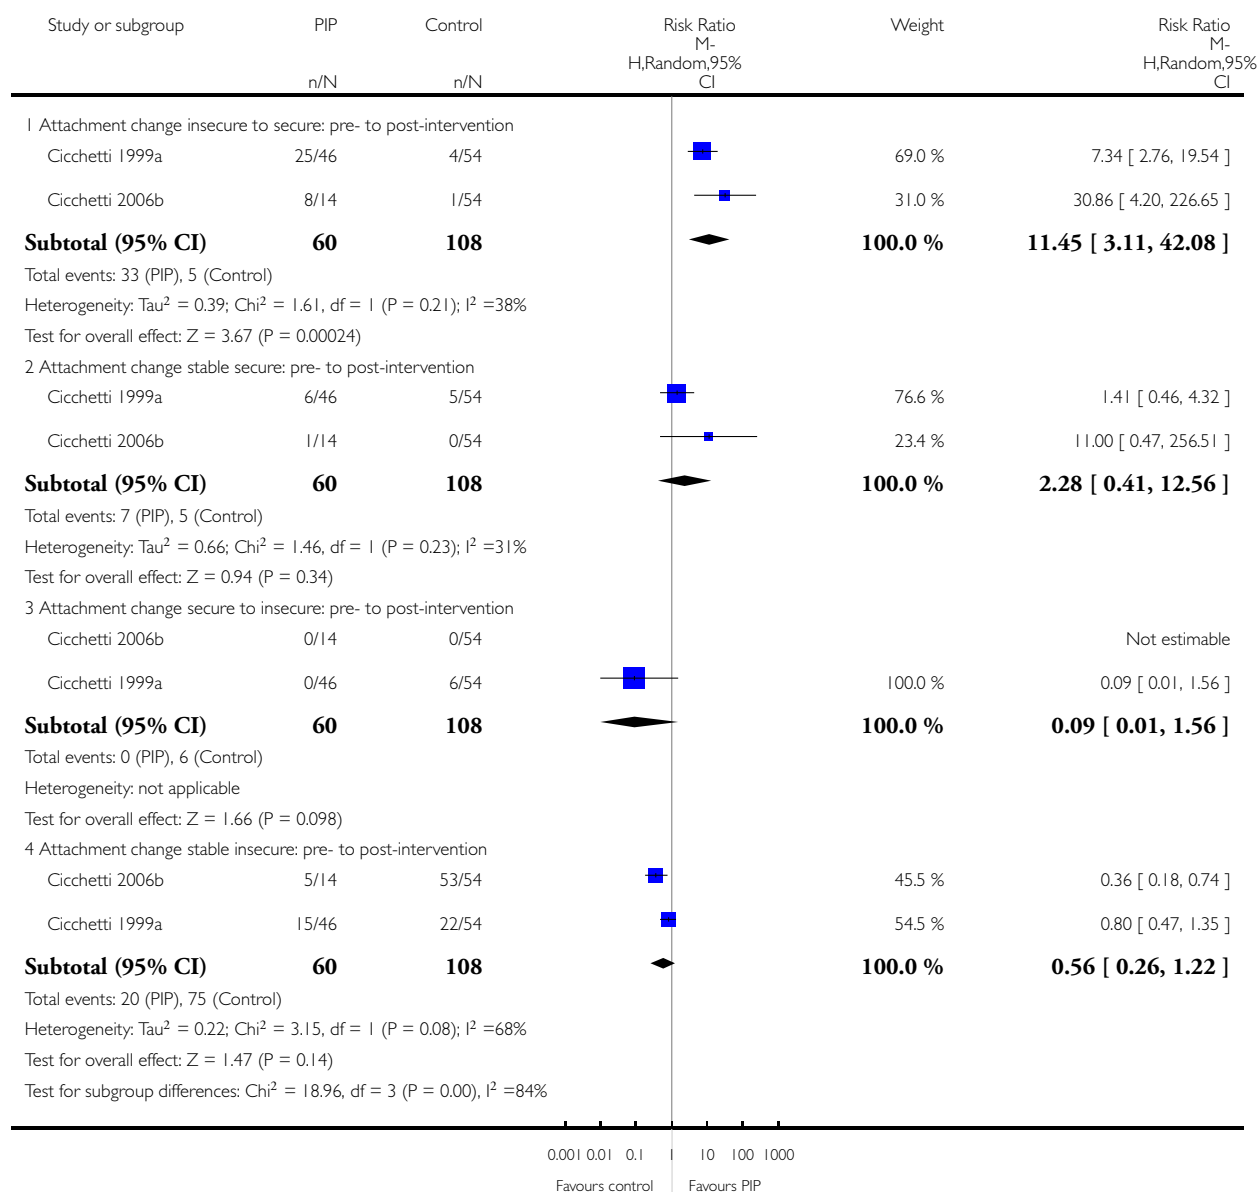 Study or subgroup PIP Control Risk Ratio Weight Risk Ratio
M- M-
H,Random,95% H,Random,95%
n/N n/N CI CI
1 Attachment change insecure to secure: pre- to post-intervention
Cicchetti 1999a 25/46 4/54 69.0 % 7.34 [ 2.76, 19.54 ]
Cicchetti 2006b 8/14 1/54 31.0 % 30.86 [ 4.20, 226.65 ]
Subtotal (95% CI) 60 108 100.0 % 11.45 [ 3.11, 42.08 ]
Total events: 33 (PIP), 5 (Control)
Heterogeneity: Tau² = 0.39; Chi² = 1.61, df = 1 (P = 0.21); I² =38%
Test for overall effect: Z = 3.67 (P = 0.00024)
2 Attachment change stable secure: pre- to post-intervention
Cicchetti 1999a 6/46 5/54 76.6 % 1.41 [ 0.46, 4.32 ]
Cicchetti 2006b 1/14 0/54 23.4 % 11.00 [ 0.47, 256.51 ]
Subtotal (95% CI) 60 108 100.0 % 2.28 [ 0.41, 12.56 ]
Total events: 7 (PIP), 5 (Control)
Heterogeneity: Tau² = 0.66; Chi² = 1.46, df = 1 (P = 0.23); I² =31%
Test for overall effect: Z = 0.94 (P = 0.34)
3 Attachment change secure to insecure: pre- to post-intervention
Cicchetti 2006b 0/14 0/54 Not estimable
Cicchetti 1999a 0/46 6/54 100.0 % 0.09 [ 0.01, 1.56 ]
Subtotal (95% CI) 60 108 100.0 % 0.09 [ 0.01, 1.56 ]
Total events: 0 (PIP), 6 (Control)
Heterogeneity: not applicable
Test for overall effect: Z = 1.66 (P = 0.098)
4 Attachment change stable insecure: pre- to post-intervention
Cicchetti 2006b 5/14 53/54 45.5 % 0.36 [ 0.18, 0.74 ]
Cicchetti 1999a 15/46 22/54 54.5 % 0.80 [ 0.47, 1.35 ]
Subtotal (95% CI) 60 108 100.0 % 0.56 [ 0.26, 1.22 ]
Total events: 20 (PIP), 75 (Control)
Heterogeneity: Tau² = 0.22; Chi² = 3.15, df = 1 (P = 0.08); I² =68%
Test for overall effect: Z = 1.47 (P = 0.14)
Test for subgroup differences: Chi² = 18.96, df = 3 (P = 0.00), I² =84%
0.001 0.01 0.1 1 10 100 1000
Favours control Favours PIP